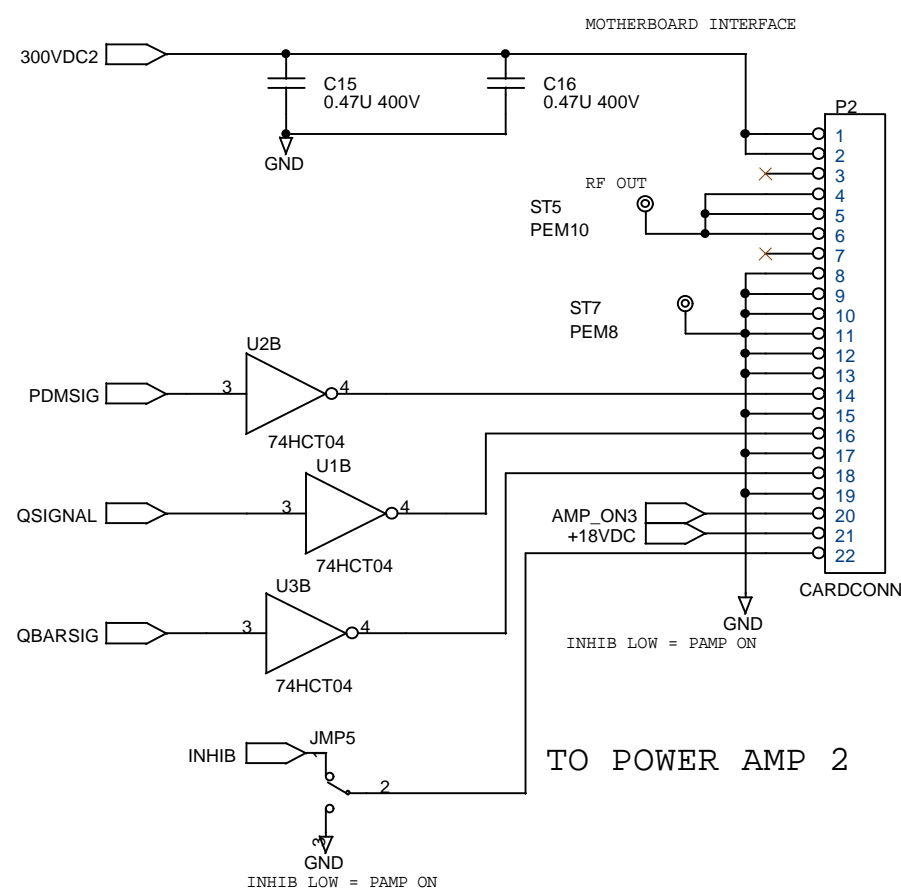 MOTHERBOARD INTERFACE
300VDC2
C15
0.47U 400V
C16
0.47U 400V
GND
P2
1
2
3
4
5
6
7
8
9
10
11
12
13
14
15
16
17
18
19
20
21
22
CARDCONN
RF OUT
ST5
PEM10
ST7
PEM8
U2B
PDMSIG
3
4
74HCT04
U1B
QSIGNAL
3
4
74HCT04
U3B
QBARSIG
3
4
74HCT04
AMP_ON3
+18VDC
GND
INHIB LOW = PAMP ON
JMP5
INHIB
1
2
3
GND
INHIB LOW = PAMP ON
TO POWER AMP 2